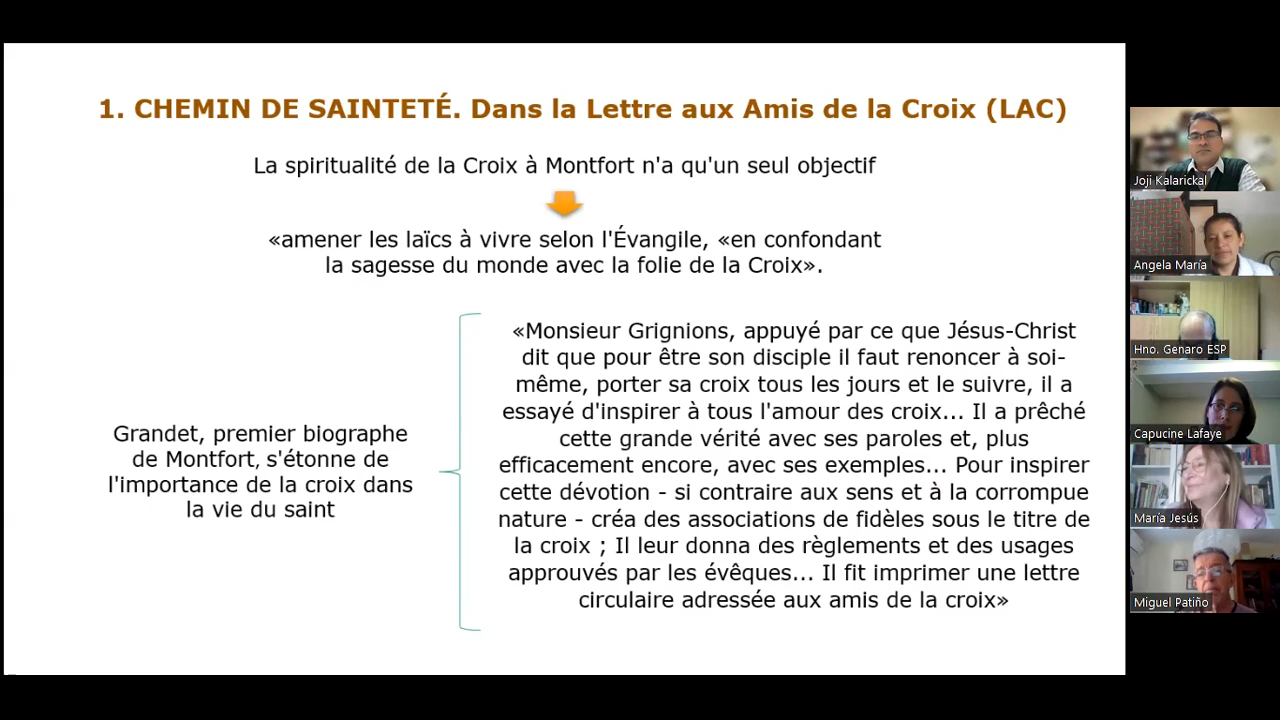 1. CHEMIN DE SAINTETÉ. Dans la Lettre aux Amis de la Croix (LAC)
La spiritualité de la Croix à Montfort n'a qu'un seul objectif
«amener les laïcs à vivre selon l'Évangile, «en confondant
la sagesse du monde avec la folie de la Croix».
Grandet, premier biographe
de Montfort, s'étonne de
l'importance de la croix dans
la vie du saint
«Monsieur Grignions, appuyé par ce que Jésus-Christ
dit que pour être son disciple il faut renoncer à soi-
même, porter sa croix tous les jours et le suivre, il a
essayé d'inspirer à tous l'amour des croix... Il a prêché
cette grande vérité avec ses paroles et, plus
efficacement encore, avec ses exemples... Pour inspirer
cette dévotion - si contraire aux sens et à la corrompue
nature - créa des associations de fidèles sous le titre de
la croix ; Il leur donna des règlements et des usages
approuvés par les évêques... Il fit imprimer une lettre
circulaire adressée aux amis de la croix»
Joji Kalarickal
Angela María
Hno. Genaro ESP
Capucine Lafaye
María Jesús
Miguel Patiño